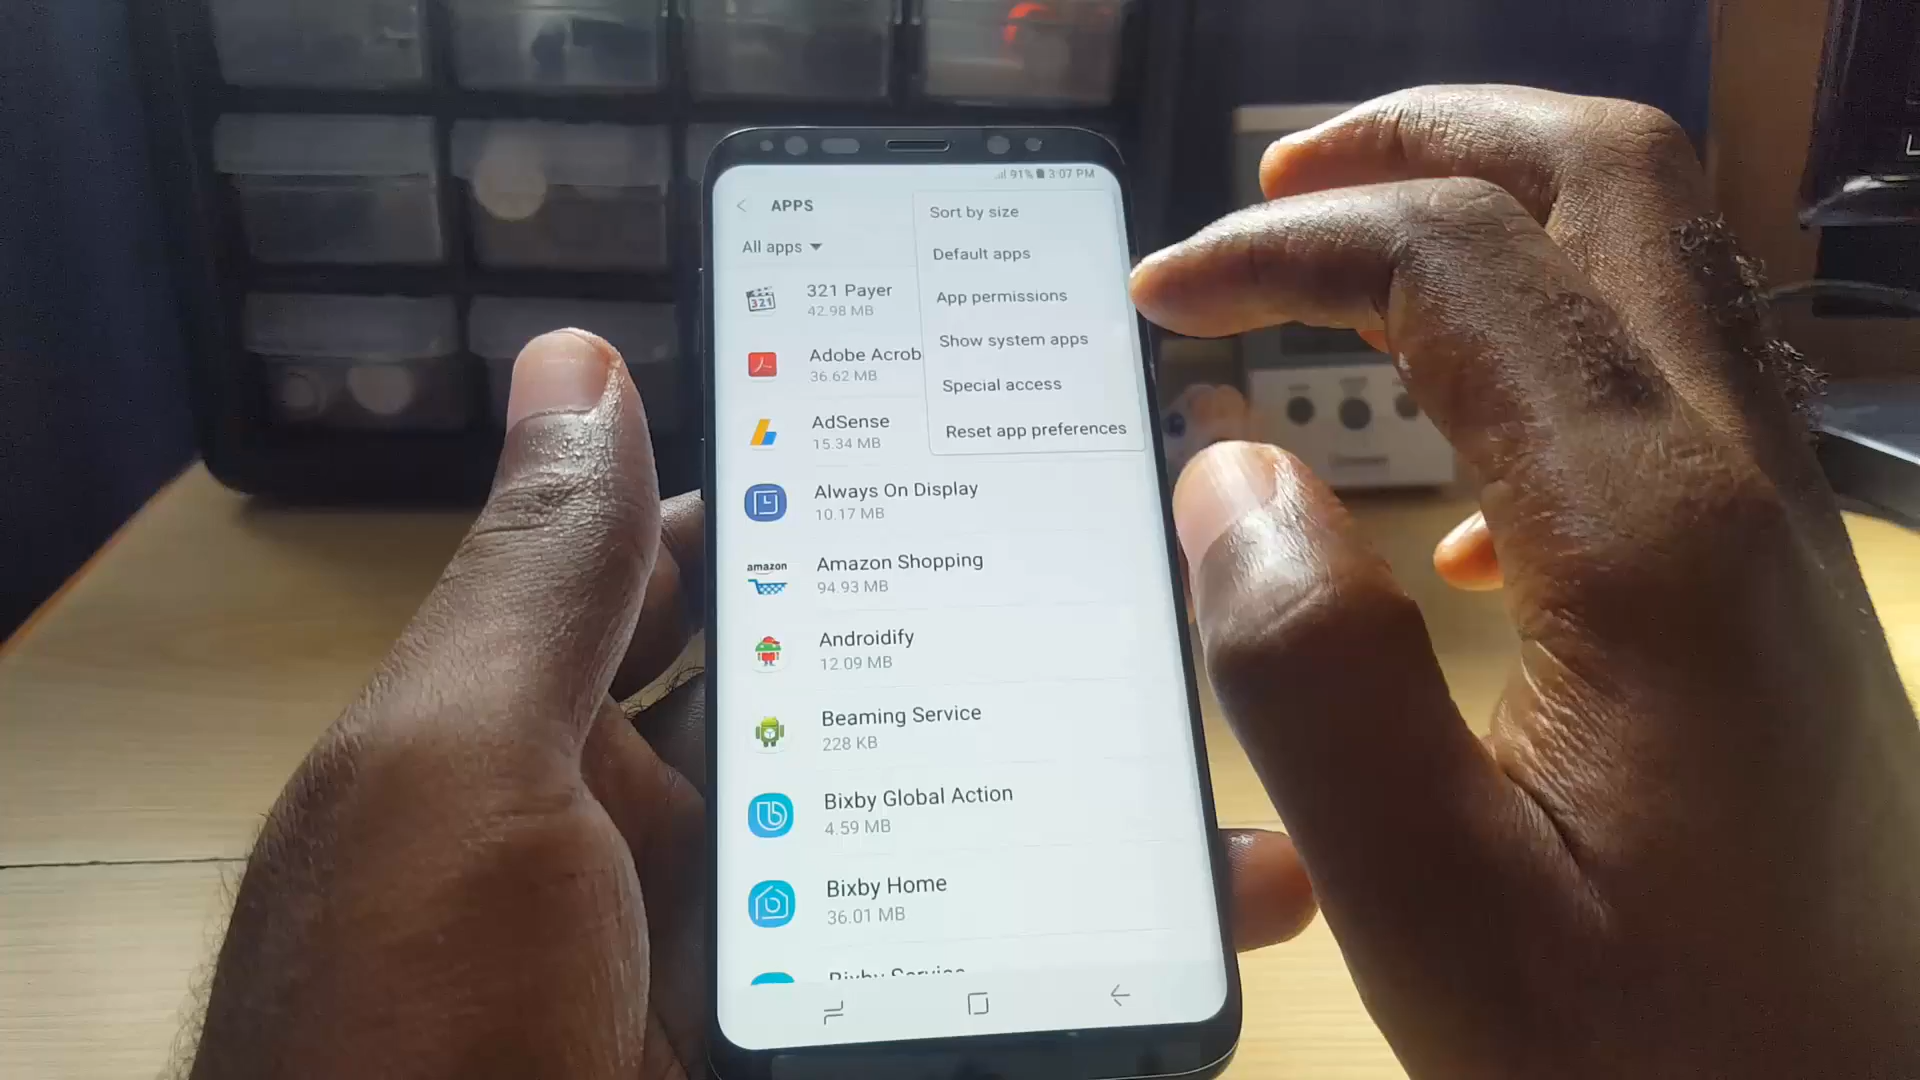 91% 3:07 PM
APPS
All apps
Sort by size
Default apps
App permissions
Show system apps
Special access
Reset app preferences
321
321 Payer
42.98 MB
Adobe Acrob
36.62 MB
AdSense
15.34 MB
Always On Display
10.17 MB
amazon
Amazon Shopping
94.93 MB
Androidify
12.09 MB
Beaming Service
228 KB
Bixby Global Action
4.59 MB
Bixby Home
36.01 MB
Bixby Service